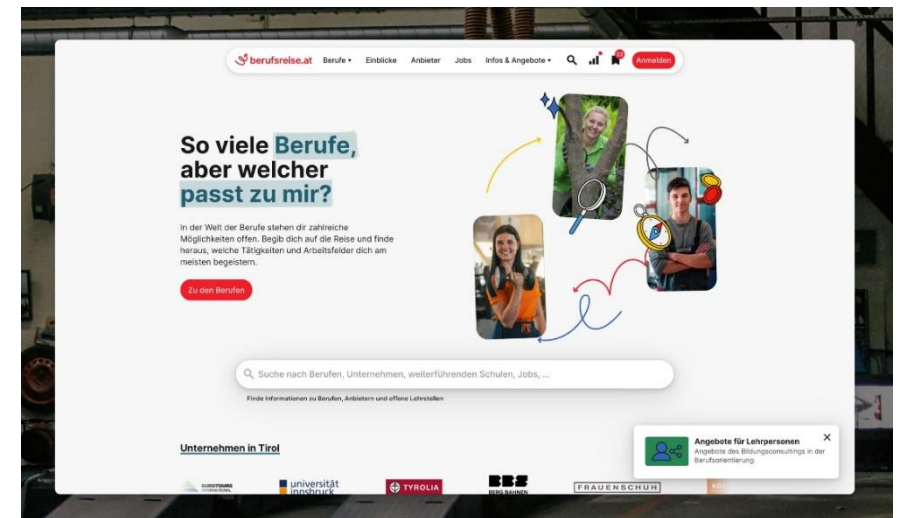 berufsreise.at Berufe Einblicke Anbieter Jobs Infos & Angebote Anmelden
So viele Berufe,
aber welcher
passt zu mir?
In der Welt der Berufe stehen dir zahlreiche
Möglichkeiten offen. Begib dich auf die Reise und finde
heraus, welche Tätigkeiten und Arbeitsfelder dich am
meisten begeistern.
Zu den Berufen
Suche nach Berufen, Unternehmen, weiterführenden Schulen, Jobs, ...
Finde Informationen zu Berufen, Anbietern und offene Lehrstellen
Unternehmen in Tirol
Angebote für Lehrpersonen
Angebote des Bildungsconsultings in der
Berufsorientierung.
EUROTOURS
INTERNATIONAL
universität
innsbruck
TYROLIA
BBS
BERG BAHNEN
FRAUENSCHUH